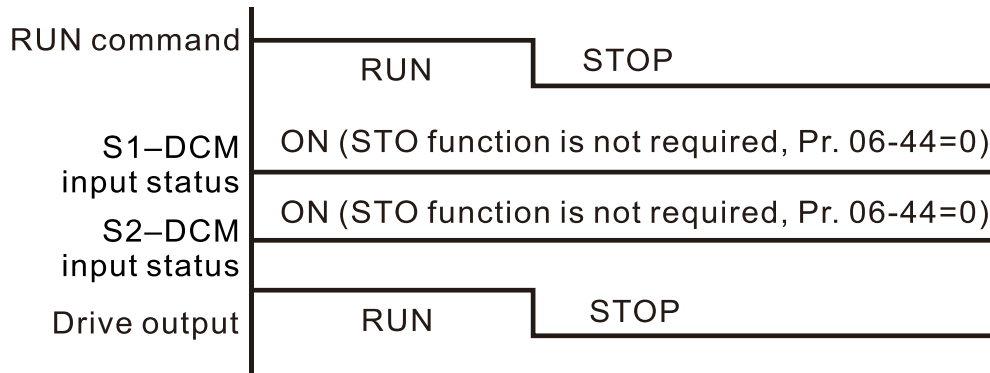 RUN command
RUN
STOP
S1–DCM
input status
ON (STO function is not required, Pr. 06-44=0)
S2–DCM
input status
ON (STO function is not required, Pr. 06-44=0)
Drive output
RUN
STOP